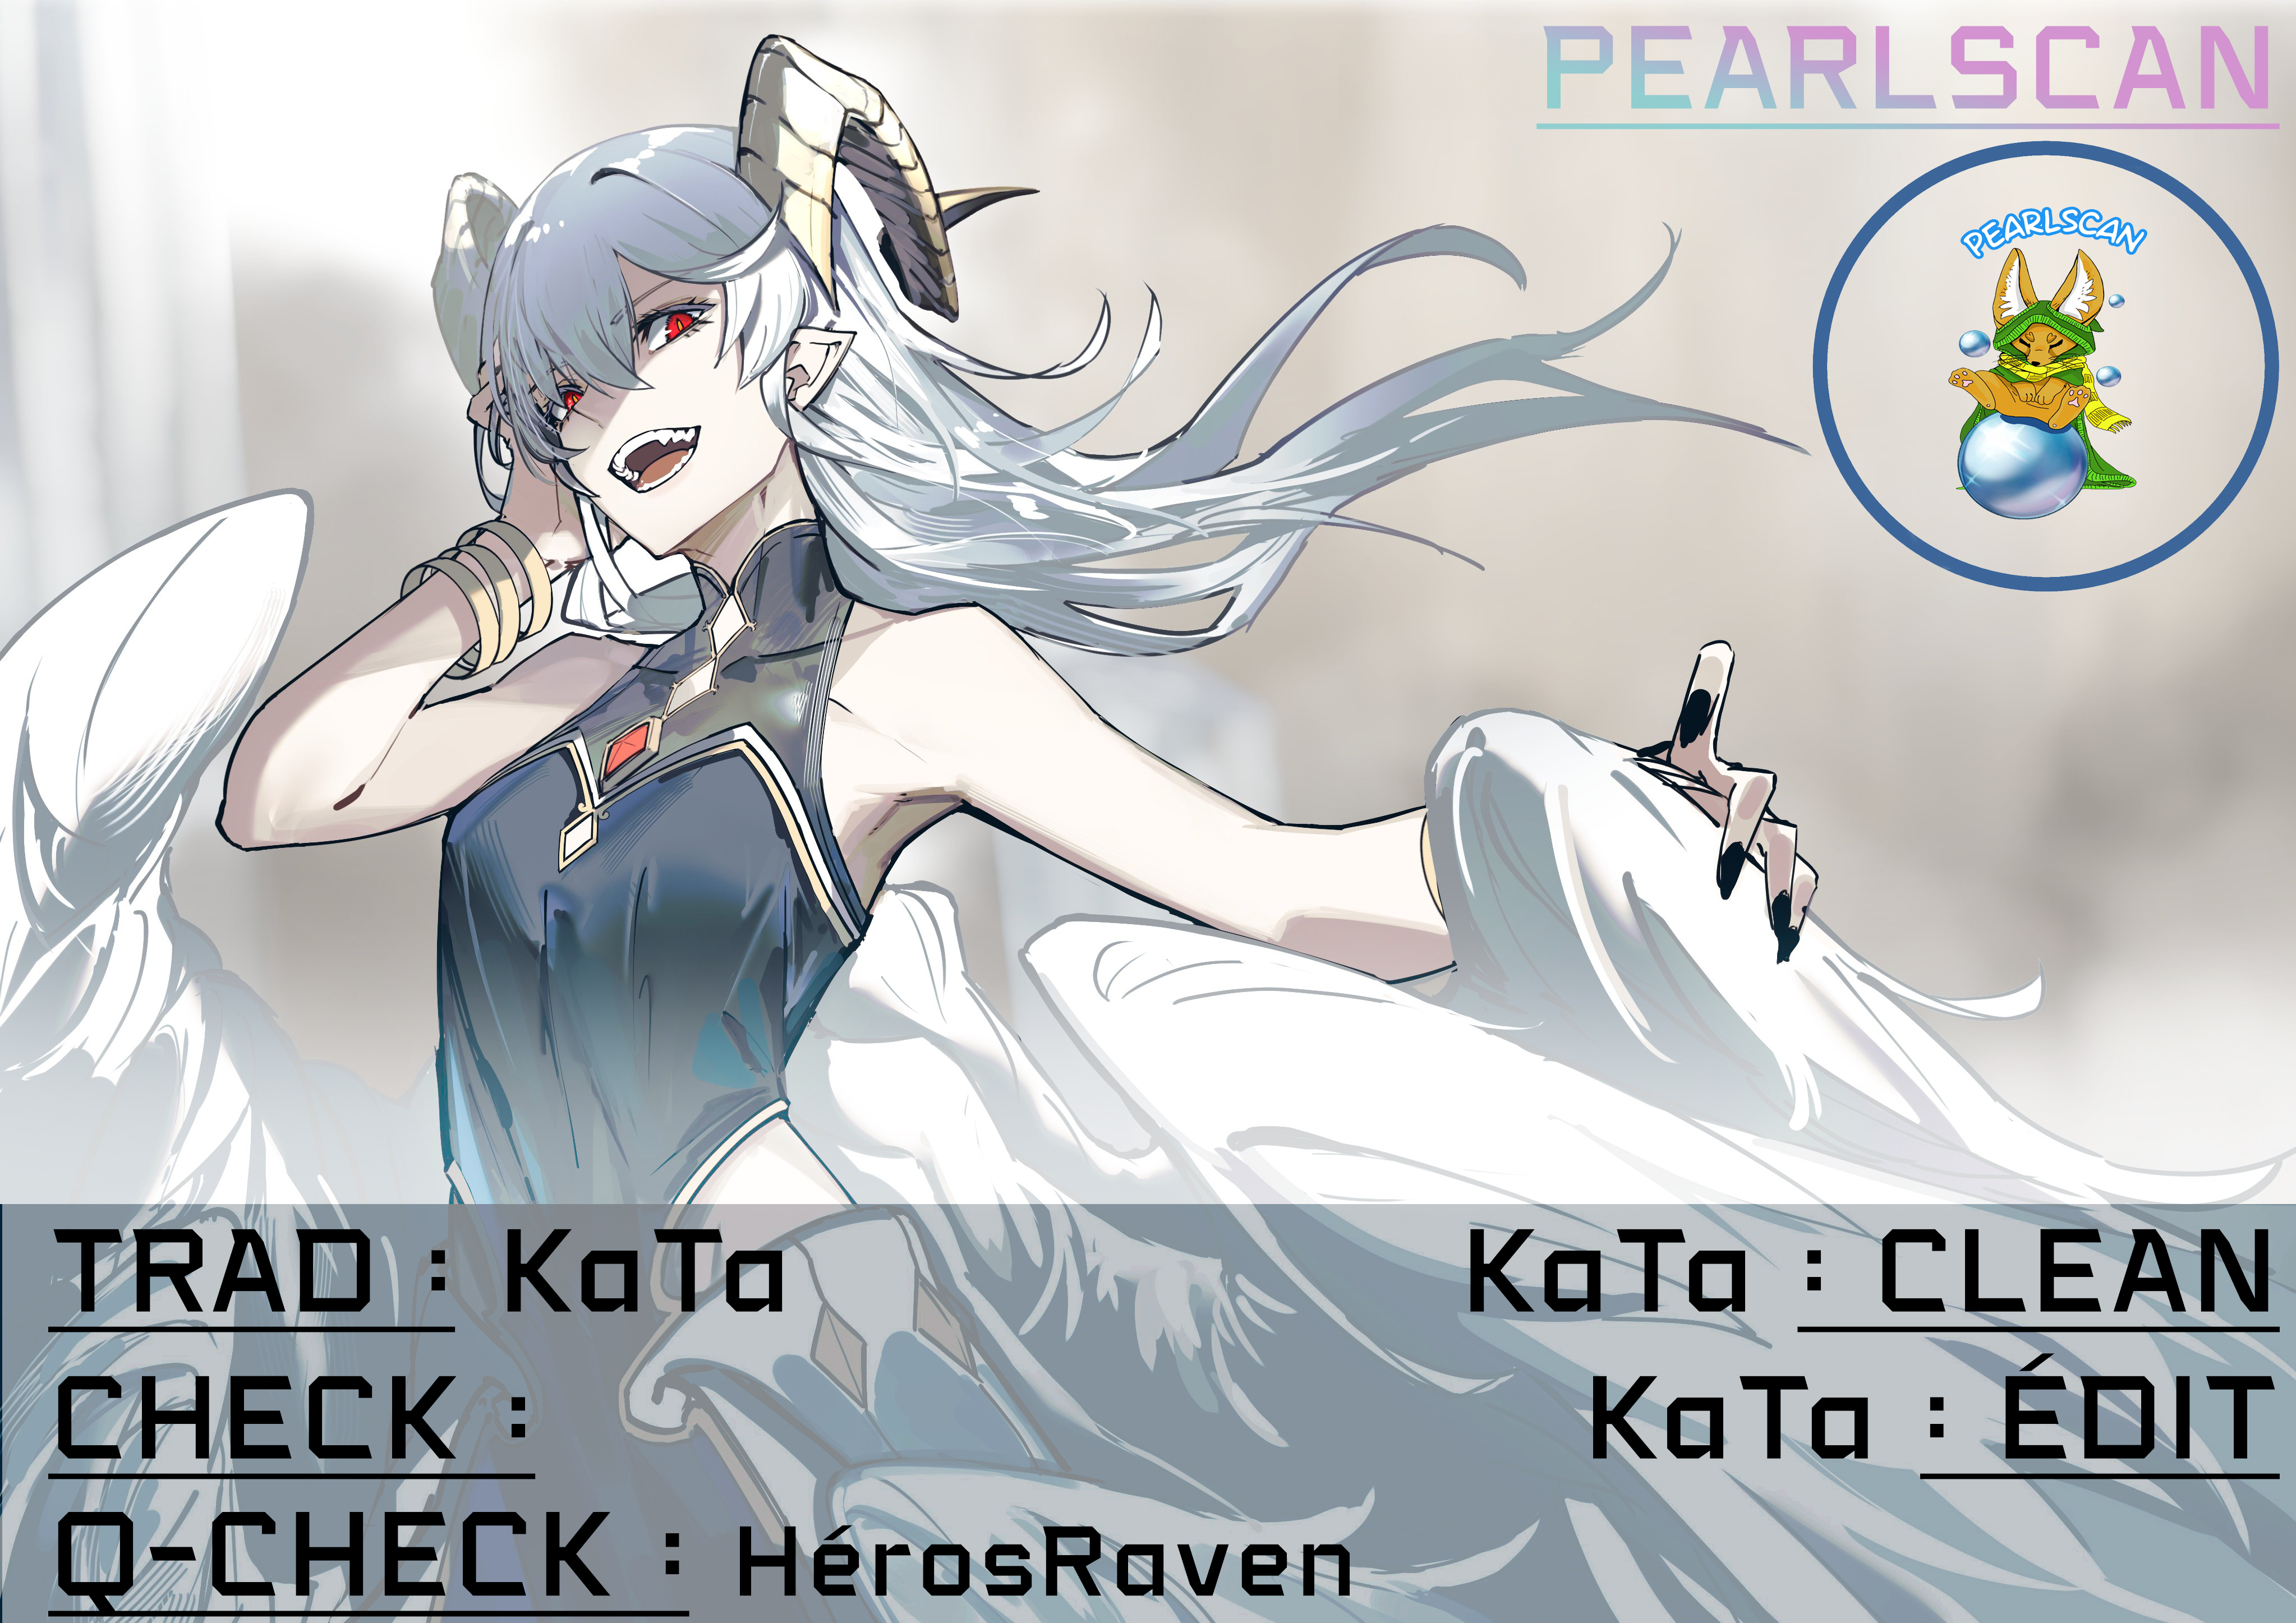 PEARLSCAN
PEARLSCAN
TRAD : KaTa
KaTa : CLEAN
CHECK :
KaTa : ÉDIT
Q-CHECK : HérosRaven